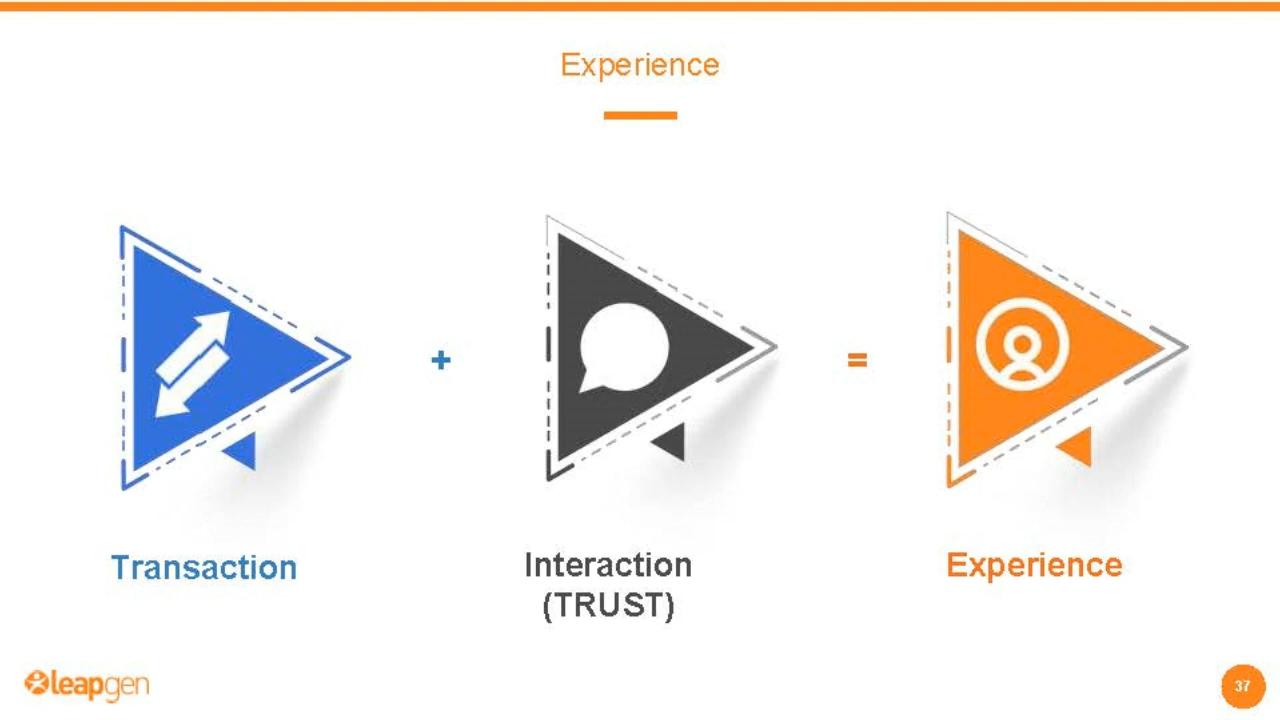 Experience
+
=
Transaction
Interaction
(TRUST)
Experience
leapgen
37